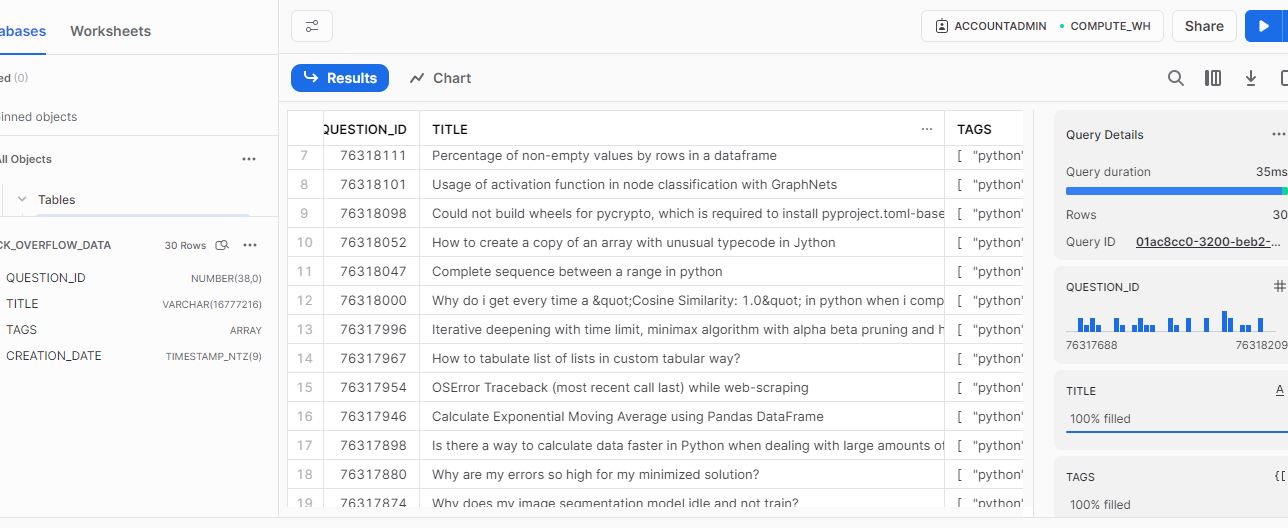 abases Worksheets
ed (0)
inned objects
All Objects
Tables
CK_OVERFLOW_DATA 30 Rows
QUESTION_ID NUMBER(38,0)
TITLE VARCHAR(16777216)
TAGS ARRAY
CREATION_DATE TIMESTAMP_NTZ(9)
ACCOUNTADMIN • COMPUTE_WH Share
Results Chart
QUESTION_ID TITLE ... TAGS
7 76318111 Percentage of non-empty values by rows in a dataframe [ "python"
8 76318101 Usage of activation function in node classification with GraphNets [ "python"
9 76318098 Could not build wheels for pycrypto, which is required to install pyproject.toml-base [ "python"
10 76318052 How to create a copy of an array with unusual typecode in Jython [ "python"
11 76318047 Complete sequence between a range in python [ "python"
12 76318000 Why do i get every time a &quot;Cosine Similarity: 1.0&quot; in python when i comp [ "python"
13 76317996 Iterative deepening with time limit, minimax algorithm with alpha beta pruning and h [ "python"
14 76317967 How to tabulate list of lists in custom tabular way? [ "python"
15 76317954 OSError Traceback (most recent call last) while web-scraping [ "python"
16 76317946 Calculate Exponential Moving Average using Pandas DataFrame [ "python"
17 76317898 Is there a way to calculate data faster in Python when dealing with large amounts of [ "python"
18 76317880 Why are my errors so high for my minimized solution? [ "python"
19 76317874 Why does my image segmentation model idle and not train? [ "python"
Query Details
Query duration 35ms
Rows 30
Query ID 01ac8cc0-3200-beb2-...
QUESTION_ID #
76317688 76318209
TITLE A
100% filled
TAGS {[
100% filled